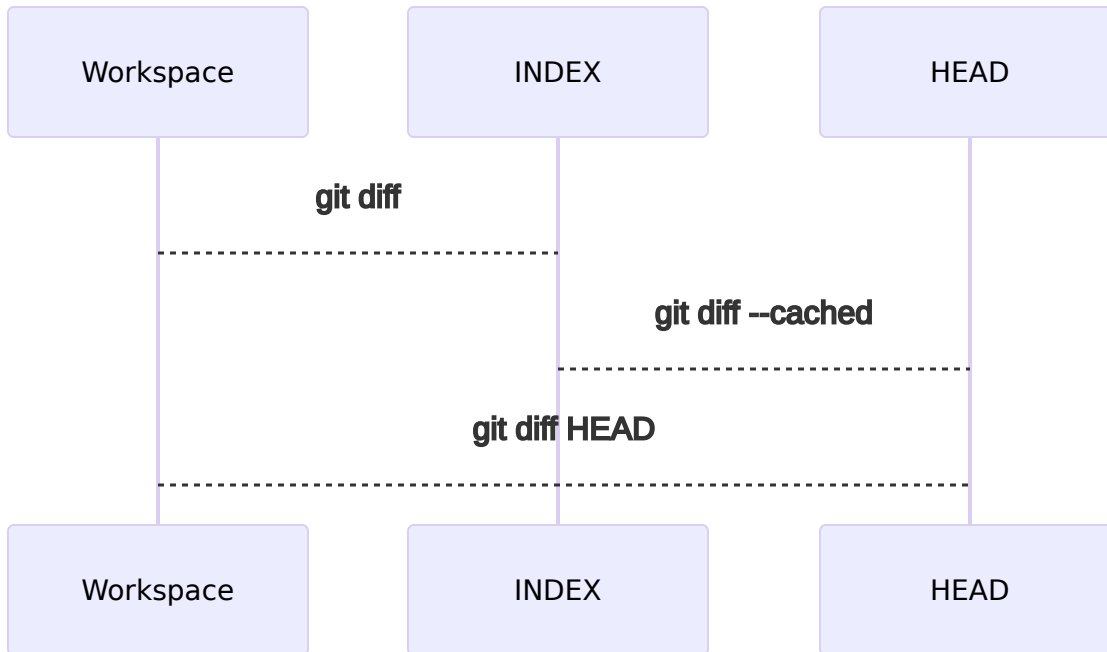 Workspace
INDEX
HEAD
git diff
git diff --cached
git diff HEAD
Workspace
INDEX
HEAD